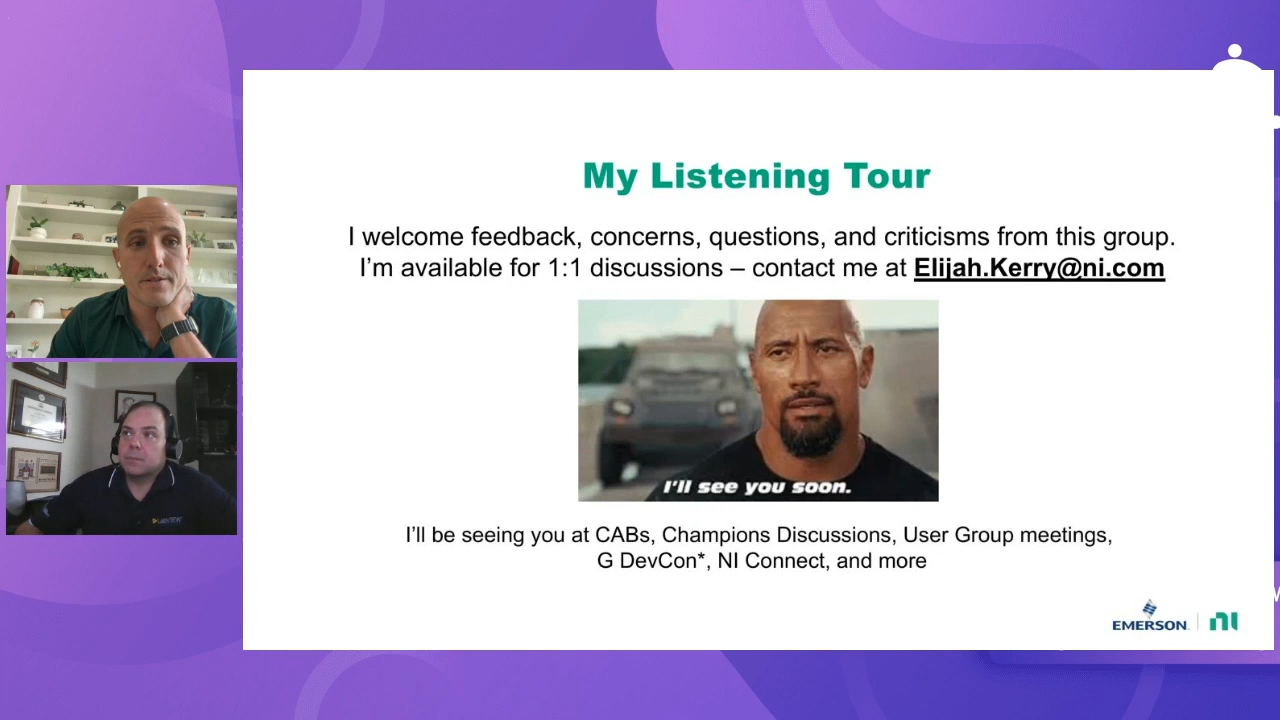 My Listening Tour
I welcome feedback, concerns, questions, and criticisms from this group.
I'm available for 1:1 discussions – contact me at Elijah.Kerry@ni.com
I'll see you soon.
I'll be seeing you at CABs, Champions Discussions, User Group meetings,
G DevCon*, NI Connect, and more
EMERSON
ni
LabVIEW